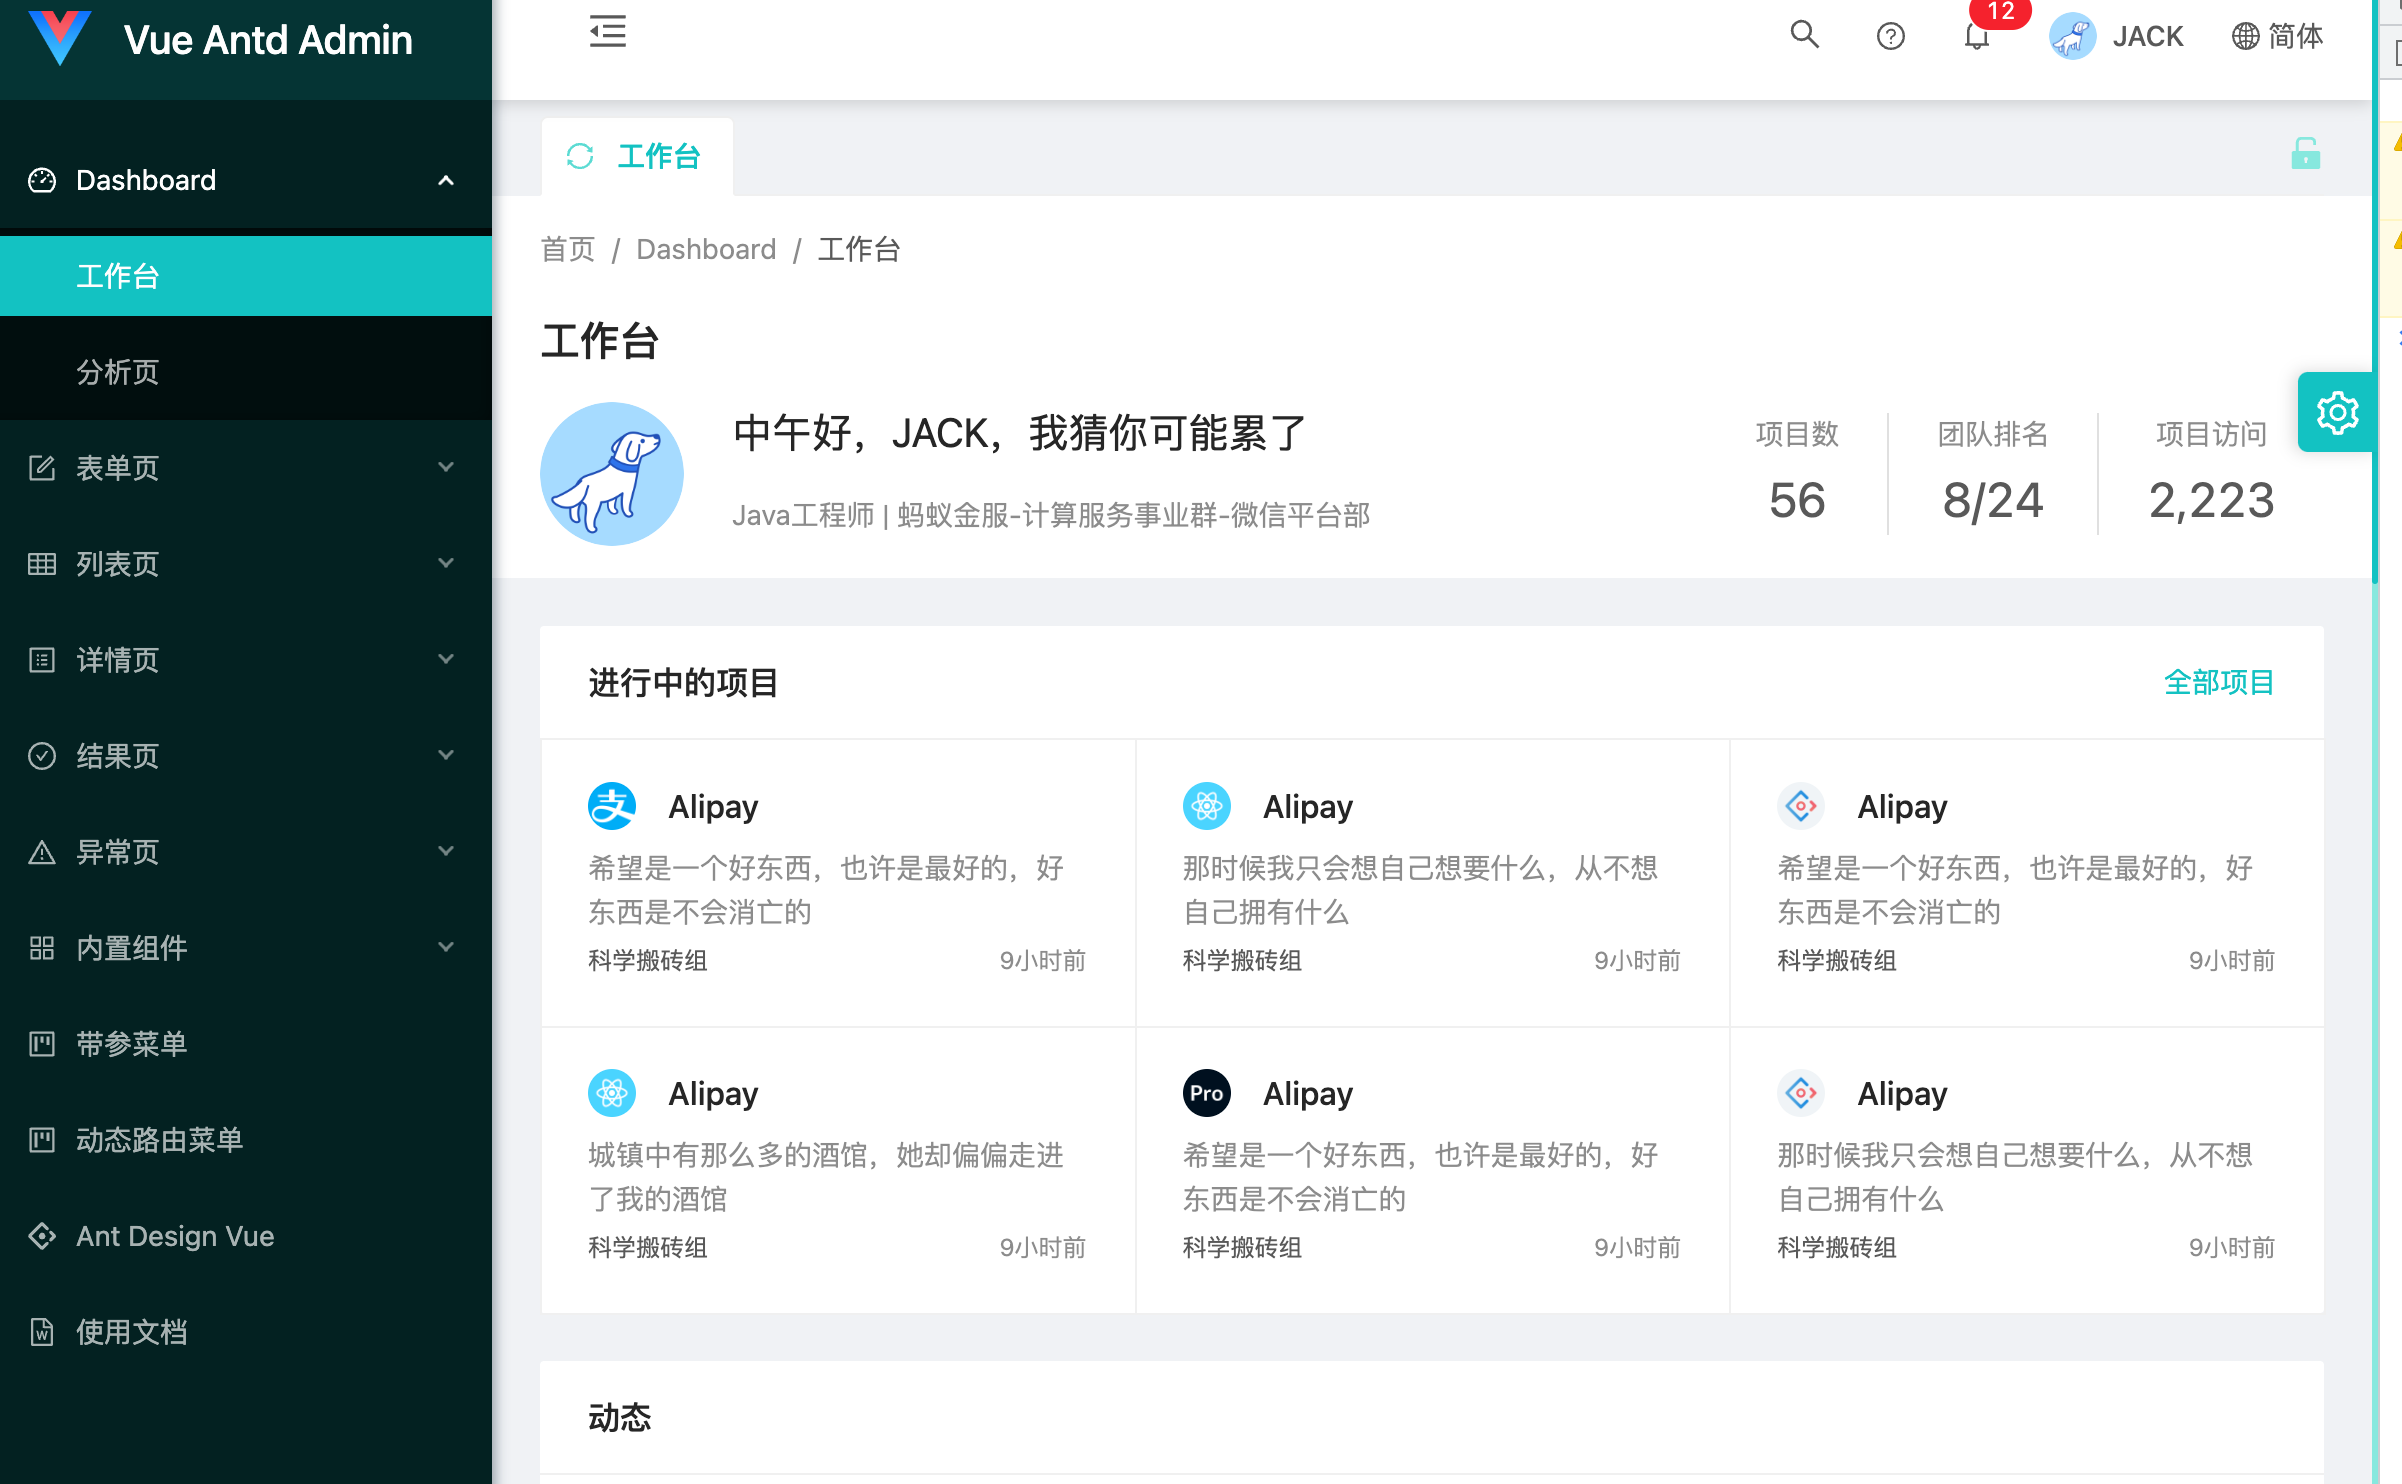 Vue Antd Admin
12
JACK
简体
Dashboard
工作台
分析页
表单页
列表页
详情页
结果页
异常页
内置组件
带参菜单
动态路由菜单
Ant Design Vue
使用文档
工作台
首页 / Dashboard / 工作台
工作台
中午好，JACK，我猜你可能累了
Java工程师 | 蚂蚁金服-计算服务事业群-微信平台部
项目数
56
团队排名
8/24
项目访问
2,223
进行中的项目
全部项目
支
Alipay
希望是一个好东西，也许是最好的，好
东西是不会消亡的
科学搬砖组 9小时前
Alipay
那时候我只会想自己想要什么，从不想
自己拥有什么
科学搬砖组 9小时前
Alipay
希望是一个好东西，也许是最好的，好
东西是不会消亡的
科学搬砖组 9小时前
Alipay
城镇中有那么多的酒馆，她却偏偏走进
了我的酒馆
科学搬砖组 9小时前
Pro
Alipay
希望是一个好东西，也许是最好的，好
东西是不会消亡的
科学搬砖组 9小时前
Alipay
那时候我只会想自己想要什么，从不想
自己拥有什么
科学搬砖组 9小时前
动态